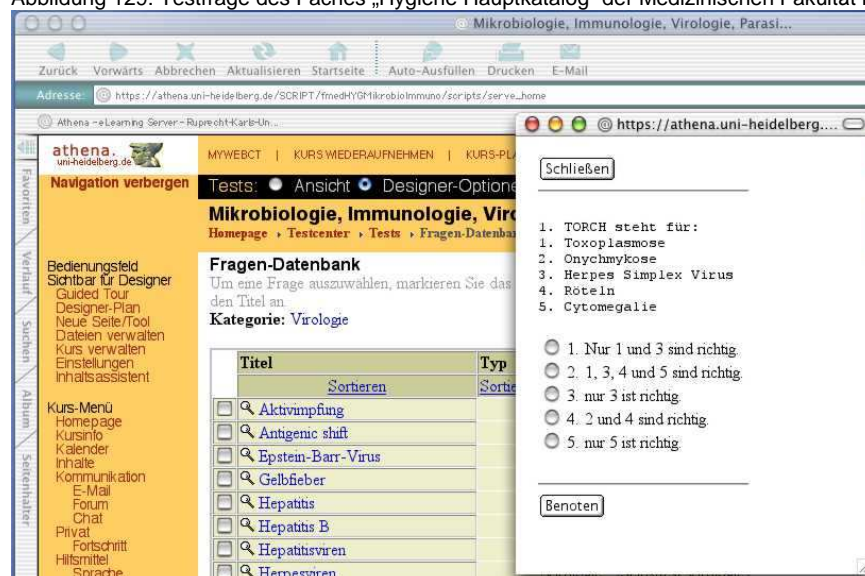 Abbildung 129: Testfrage des Faches „Hygiene Hauptkatalog“ der Medizinischen Fakultät
Mikrobiologie, Immunologie, Virologie, Parasi...
Zurück Vorwärts Abbrechen Aktualisieren Startseite Auto-Ausfüllen Drucken E-Mail
Adresse: https://athena.uni-heidelberg.de/SCRIPT/fmedHYGMikrobioImmuno/scripts/serve_home
Athena -eLearning Server- Ruprecht-Karls-Un...
Favoriten
Verlauf
Suchen
Album
Seitenhalter
athena.
uni-heidelberg.de
Navigation verbergen
Bedienungsfeld
Sichtbar für Designer
Guided Tour
Designer-Plan
Neue Seite/Tool
Dateien verwalten
Kurs verwalten
Einstellungen
Inhaltsassistent
Kurs-Menü
Homepage
Kursinfo
Kalender
Inhalte
Kommunikation
E-Mail
Forum
Chat
Privat
Fortschritt
Hilfsmittel
Sprache
MYWEBCT | KURS WIEDERAUFNEHMEN | KURS-PLA
Tests: Ansicht Designer-Optione
Mikrobiologie, Immunologie, Viro
Homepage › Testcenter › Tests › Fragen-Datenba
Fragen-Datenbank
Um eine Frage auszuwählen, markieren Sie das
den Titel an.
Kategorie: Virologie
Titel Typ
Sortieren Sortie
Aktivimpfung
Antigenic shift
Epstein-Barr-Virus
Gelbfieber
Hepatitis
Hepatitis B
Hepatitisviren
Herpesviren
https://athena.uni-heidelberg....
Schließen
1. TORCH steht für:
1. Toxoplasmose
2. Onychmykose
3. Herpes Simplex Virus
4. Röteln
5. Cytomegalie
1. Nur 1 und 3 sind richtig.
2. 1, 3, 4 und 5 sind richtig.
3. nur 3 ist richtig.
4. 2 und 4 sind richtig.
5. nur 5 ist richtig.
Benoten